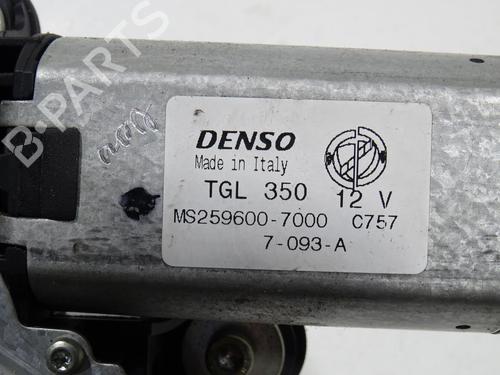 B-PARTS
DENSO
Made in Italy
TGL 350 12 V
MS259600-7000 C757
7-093-A